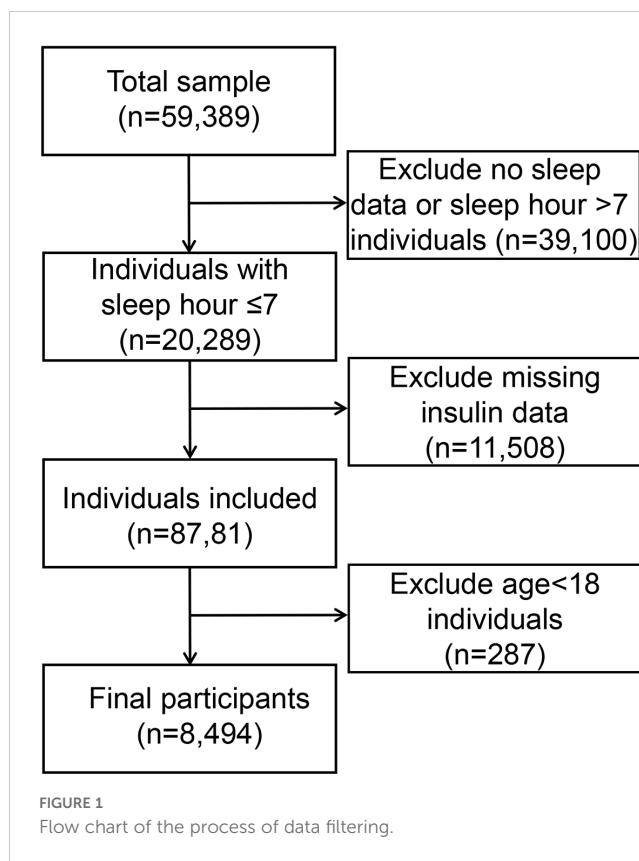 Total sample
(n=59,389)
Exclude no sleep
data or sleep hour >7
individuals (n=39,100)
Individuals with
sleep hour ≤7
(n=20,289)
Exclude missing
insulin data
(n=11,508)
Individuals included
(n=87,81)
Exclude age<18
individuals
(n=287)
Final participants
(n=8,494)
FIGURE 1
Flow chart of the process of data filtering.